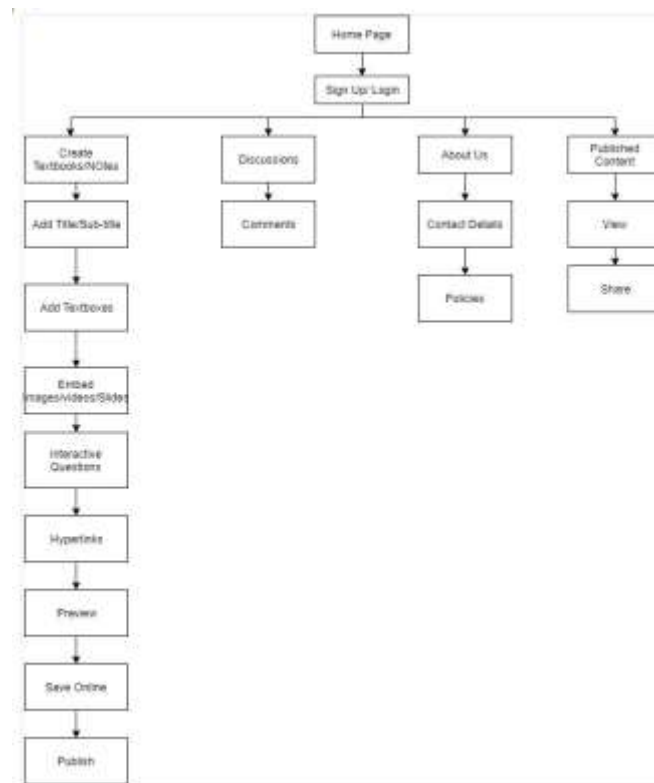 Home Page
Sign Up/ Login
Create
Textbooks/NOtes
Discussions
About Us
Published
Content
Add Title/Sub-title
Comments
Contact Details
View
Add Textboxes
Policies
Share
Embed
images/videos/Slides
Interactive
Questions
Hyperlinks
Preview
Save Online
Publish